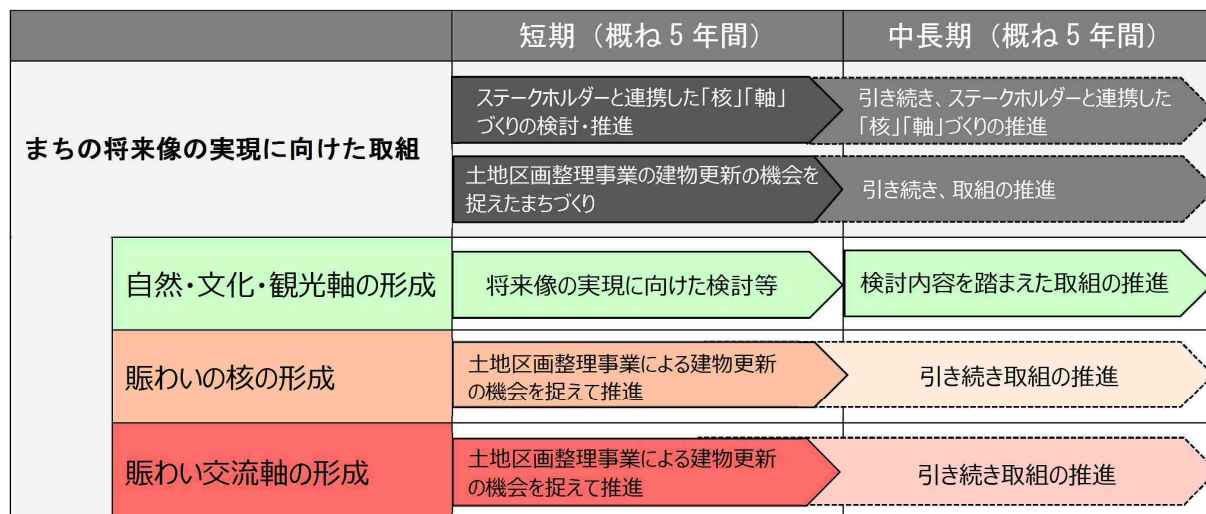 短期（概ね5年間）
中長期（概ね5年間）
まちの将来像の実現に向けた取組
ステークホルダーと連携した「核」「軸」
づくりの検討・推進
引き続き、ステークホルダーと連携した
「核」「軸」づくりの推進
土地区画整理事業の建物更新の機会を
捉えたまちづくり
引き続き、取組の推進
自然・文化・観光軸の形成
将来像の実現に向けた検討等
検討内容を踏まえた取組の推進
賑わいの核の形成
土地区画整理事業による建物更新
の機会を捉えて推進
引き続き取組の推進
賑わい交流軸の形成
土地区画整理事業による建物更新
の機会を捉えて推進
引き続き取組の推進